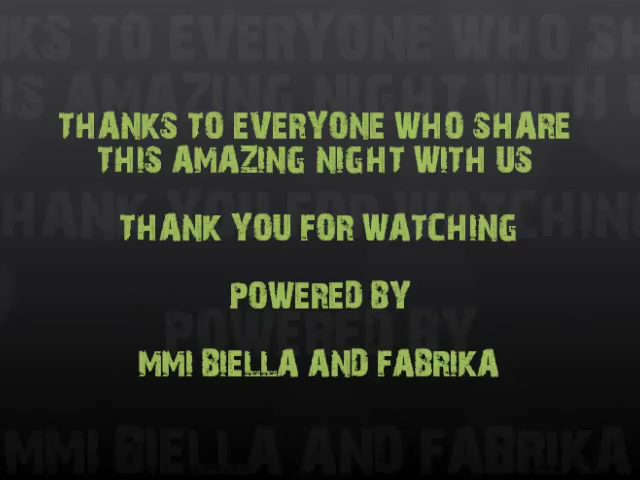 THANKS TO EVERYONE WHO SHARE
THIS AMAZING NIGHT WITH US
THANK YOU FOR WATCHING
POWERED BY
MMI BIELLA AND FABRIKA